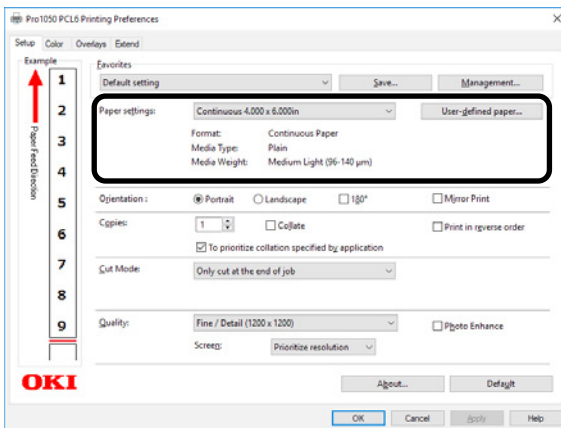 Pro1050 PCL6 Printing Preferences
Setup Color Overlays Extend
Example
Paper Feed Direction
1
2
3
4
5
6
7
8
9
OKI
Favorites
Default setting Save... Management...
Paper settings: Continuous 4.000 x 6.000in User-defined paper...
Format: Continuous Paper
Media Type: Plain
Media Weight: Medium Light (96-140 µm)
Orientation : Portrait Landscape 180° Mirror Print
Copies: 1 Collate Print in reverse order
To prioritize collation specified by application
Cut Mode: Only cut at the end of job
Quality: Fine / Detail (1200 x 1200) Photo Enhance
Screen: Prioritize resolution
About... Default
OK Cancel Apply Help